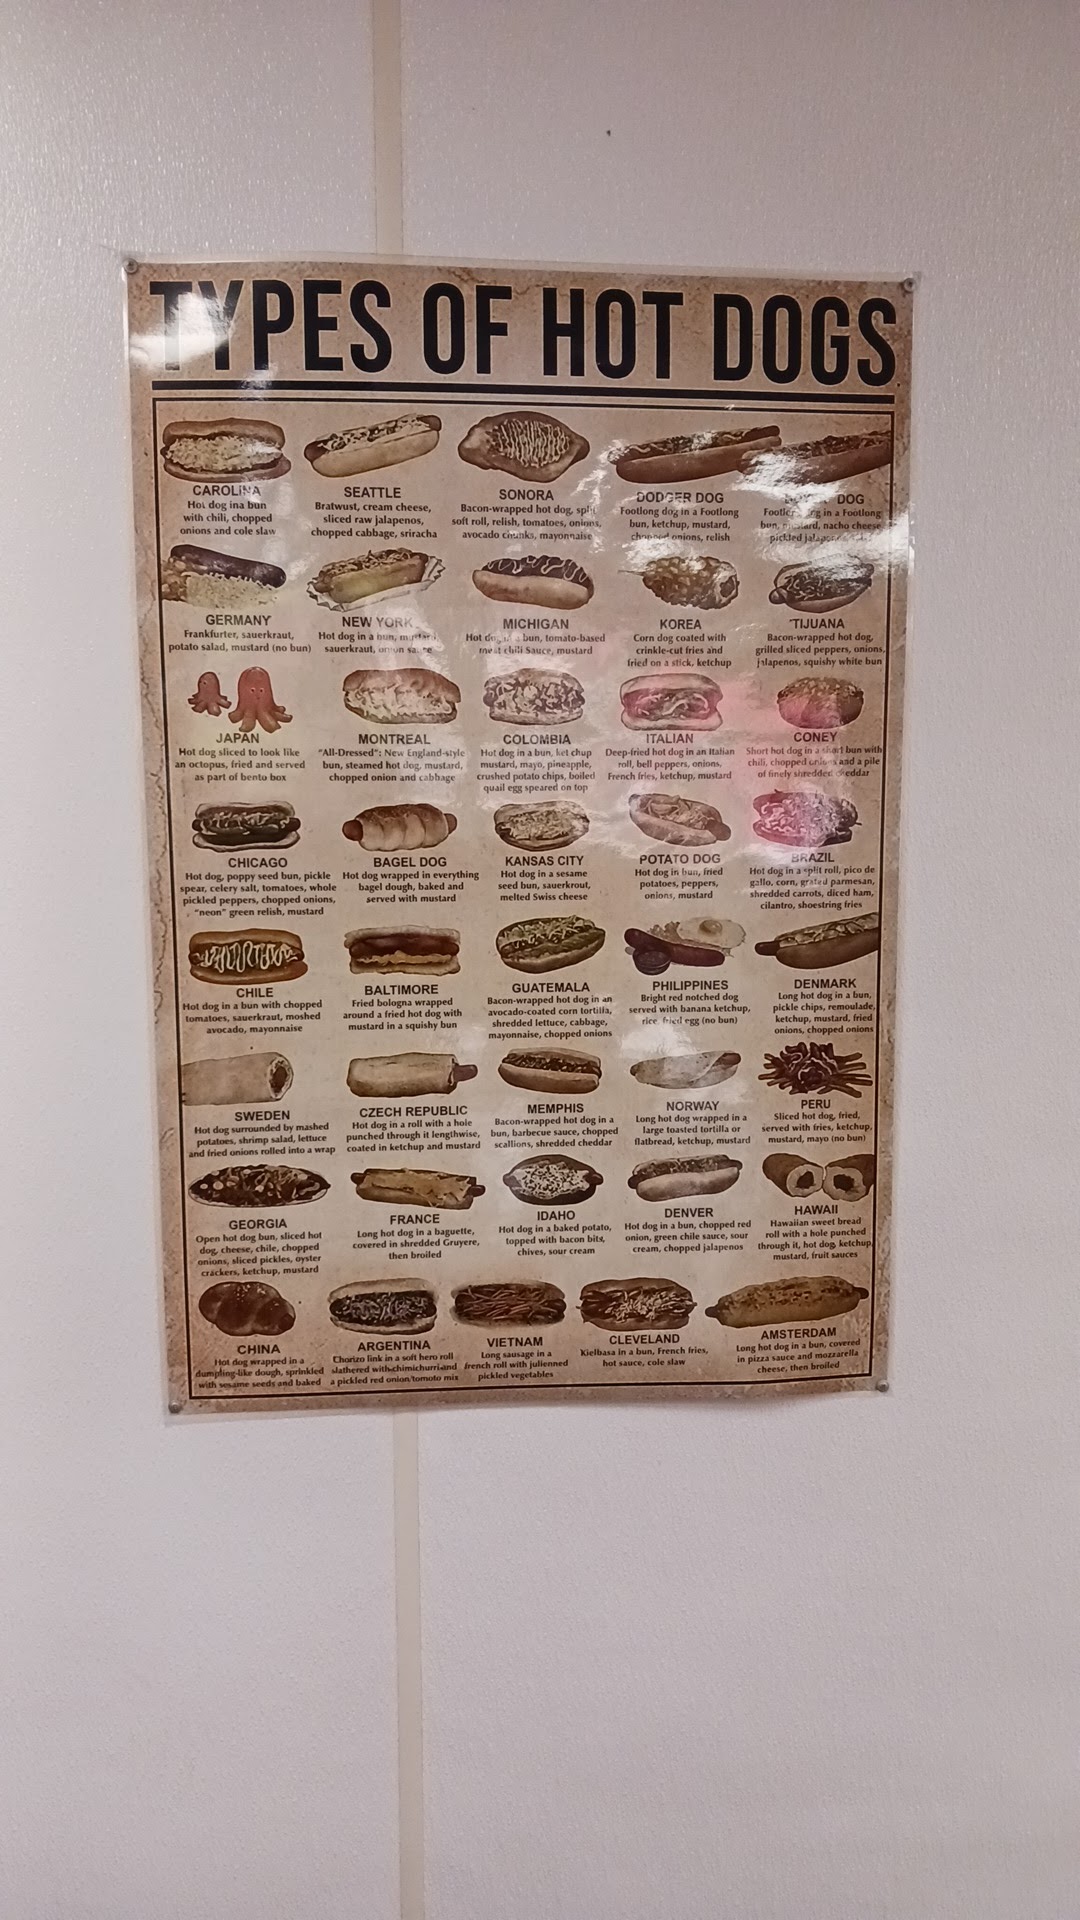 TYPES OF HOT DOGS
CAROLINA
Hot dog ina bun
with chili, chopped
onions and cole slaw
SEATTLE
Bratwust, cream cheese,
sliced raw jalapenos,
chopped cabbage, sriracha
SONORA
Bacon-wrapped hot dog, split
soft roll, relish, tomatoes, onions,
avocado chunks, mayonnaise
DODGER DOG
Footlong dog in a Footlong
bun, ketchup, mustard,
chopped onions, relish
DOG
in a Footlong
bun, mustard, nacho cheese
pickled
GERMANY
Frankfurter, sauerkraut,
potato salad, mustard (no bun)
NEW YORK
Hot dog in a bun, mustard,
sauerkraut, onion sauce
MICHIGAN
Hot dog in a bun, tomato-based
meat chili Sauce, mustard
KOREA
Corn dog coated with
crinkle-cut fries and
fried on a stick, ketchup
TIJUANA
Bacon-wrapped hot dog,
grilled sliced peppers, onions,
jalapenos, squishy white bun
JAPAN
Hot dog sliced to look like
an octopus, fried and served
as part of bento box
MONTREAL
"All-Dressed": New England-style
bun, steamed hot dog, mustard,
chopped onion and cabbage
COLOMBIA
Hot dog in a bun, ket chup
mustard, mayo, pineapple,
crushed potato chips, boiled
quail egg speared on top
ITALIAN
Deep-fried hot dog in an Italian
roll, bell peppers, onions,
French fries, ketchup, mustard
CONEY
Short hot dog in a short bun with
chili, chopped onions and a pile
of finely shredded cheddar
CHICAGO
Hot dog, poppy seed bun, pickle
spear, celery salt, tomatoes, whole
pickled peppers, chopped onions,
"neon" green relish, mustard
BAGEL DOG
Hot dog wrapped in everything
bagel dough, baked and
served with mustard
KANSAS CITY
Hot dog in a sesame
seed bun, sauerkrout,
melted Swiss cheese
POTATO DOG
Hot dog in bun, fried
potatoes, peppers,
onions, mustard
BRAZIL
Hot dog in a split roll, pico de
gallo, corn, grated parmesan,
shredded carrots, diced ham,
cilantro, shoestring fries
CHILE
Hot dog in a bun with chopped
tomatoes, sauerkraut, moshed
avocado, mayonnaise
BALTIMORE
Fried bologna wrapped
around a fried hot dog with
mustard in a squishy bun
GUATEMALA
Bacon-wrapped hot dog in an
avocado-coated corn tortilla,
shredded lettuce, cabbage,
mayonnaise, chopped onions
PHILIPPINES
Bright red notched dog
served with banana ketchup,
rice, fried egg (no bun)
DENMARK
Long hot dog in a bun,
pickle chips, remoulade,
ketchup, mustard, fried
onions, chopped onions
SWEDEN
Hot dog surrounded by mashed
potatoes, shrimp salad, lettuce
and fried onions rolled into a wrap
CZECH REPUBLIC
Hot dog in a roll with a hole
punched through it lengthwise,
coated in ketchup and mustard
MEMPHIS
Bacon-wrapped hot dog in a
bun, barbecue sauce, chopped
scallions, shredded cheddar
NORWAY
Long hot dog wrapped in a
large toasted tortilla or
flatbread, ketchup, mustard
PERU
Sliced hot dog, fried,
served with fries, ketchup,
mustard, mayo (no bun)
GEORGIA
Open hot dog bun, sliced hot
dog, cheese, chile, chopped
onions, sliced pickles, oyster
crackers, ketchup, mustard
FRANCE
Long hot dog in a baguette,
covered in shredded Gruyere,
then broiled
IDAHO
Hot dog in a baked potato,
topped with bacon bits,
chives, sour cream
DENVER
Hot dog in a bun, chopped red
onion, green chile sauce, sour
cream, chopped jalapenos
HAWAII
Hawaiian sweet bread
roll with a hole punched
through it, hot dog, ketchup,
mustard, fruit sauces
CHINA
Hot dog wrapped in a
dumpling-like dough, sprinkled
with sesame seeds and baked
ARGENTINA
Chorizo link in a soft hero roll
slathered with chimichurri and
a pickled red onion/tomoto mix
VIETNAM
Long sausage in a
french roll with julienned
pickled vegetables
CLEVELAND
Kielbasa in a bun, French fries,
hot sauce, cole slaw
AMSTERDAM
Long hot dog in a bun, covered
in pizza sauce and mozzarella
cheese, then broiled